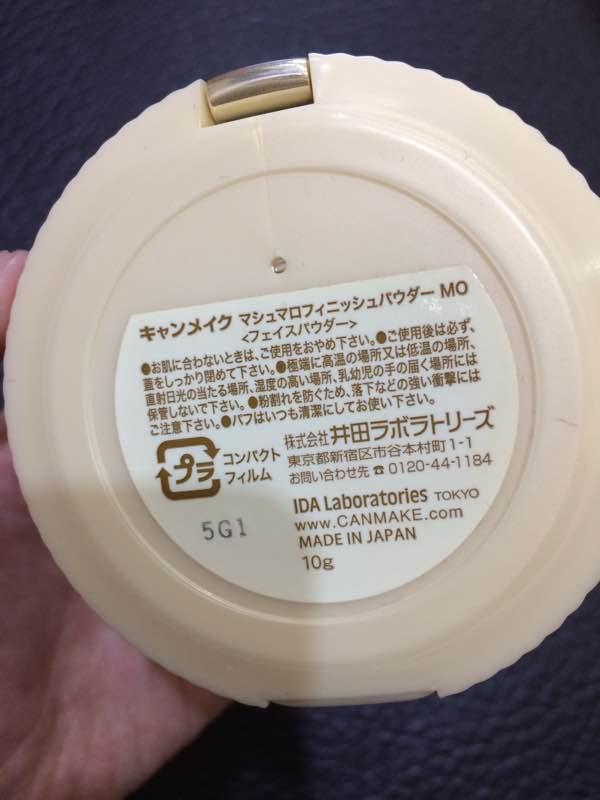 キャンメイク マシュマロフィニッシュパウダー MO
<フェイスパウダー>
●お肌に合わないときは、ご使用をおやめ下さい。●ご使用後は必ず、
蓋をしっかり閉めて下さい。●極端に高温の場所又は低温の場所、
直射日光の当たる場所、湿度の高い場所、乳幼児の手の届く場所には
保管しないで下さい。●粉割れを防ぐため、落下などの強い衝撃には
ご注意下さい。●パフはいつも清潔にしてお使い下さい。
プラ
コンパクト
フィルム
株式会社 井田ラボラトリーズ
東京都新宿区市谷本村町1-1
お問い合わせ先 ☎ 0120-44-1184
IDA Laboratories TOKYO
www.CANMAKE.com
MADE IN JAPAN
10g
5G1